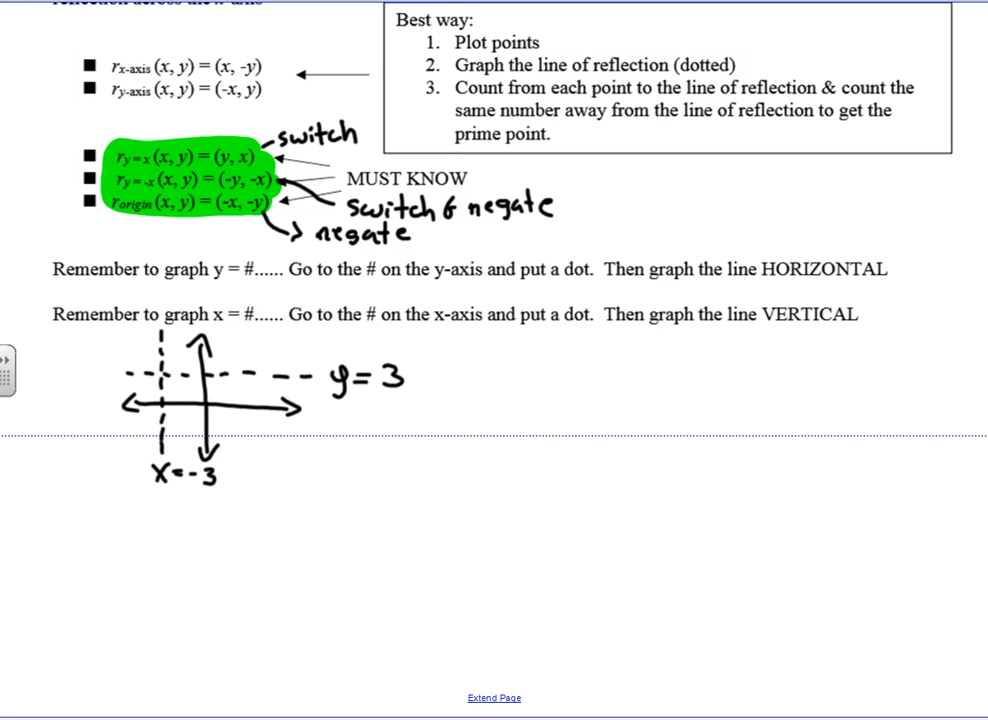 reflection across the x-axis
Best way:
1. Plot points
2. Graph the line of reflection (dotted)
3. Count from each point to the line of reflection & count the
same number away from the line of reflection to get the
prime point.
■ rx-axis (x, y) = (x, -y)
■ ry-axis (x, y) = (-x, y)
switch
■ ry = x (x, y) = (y, x)
■ ry = -x (x, y) = (-y, -x)
■ rorigin (x, y) = (-x, -y)
MUST KNOW
switch & negate
negate
Remember to graph y = #...... Go to the # on the y-axis and put a dot. Then graph the line HORIZONTAL
Remember to graph x = #...... Go to the # on the x-axis and put a dot. Then graph the line VERTICAL
y = 3
x = -3
Extend Page